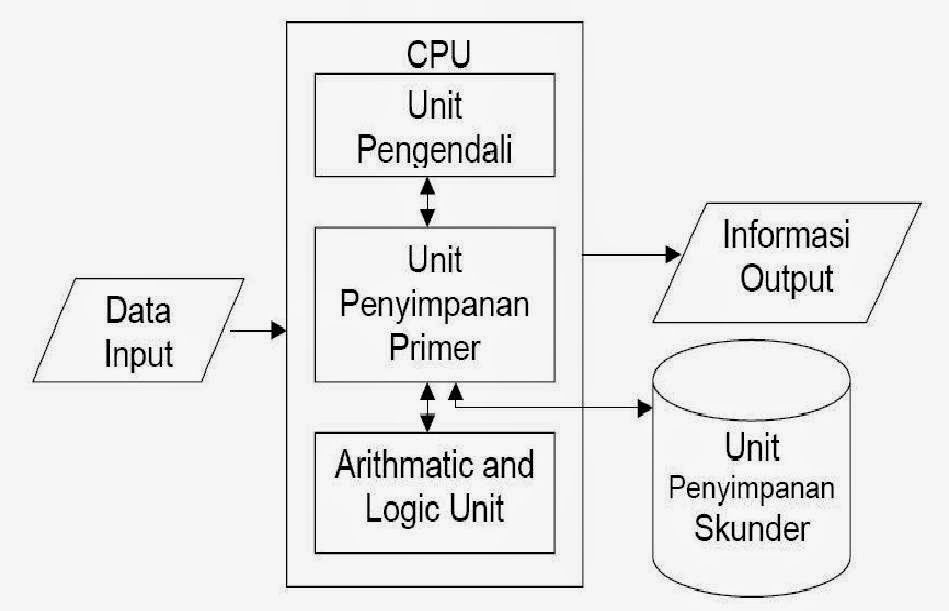 CPU
Unit
Pengendali
Unit
Penyimpanan
Primer
Arithmatic and
Logic Unit
Data
Input
Informasi
Output
Unit
Penyimpanan
Skunder